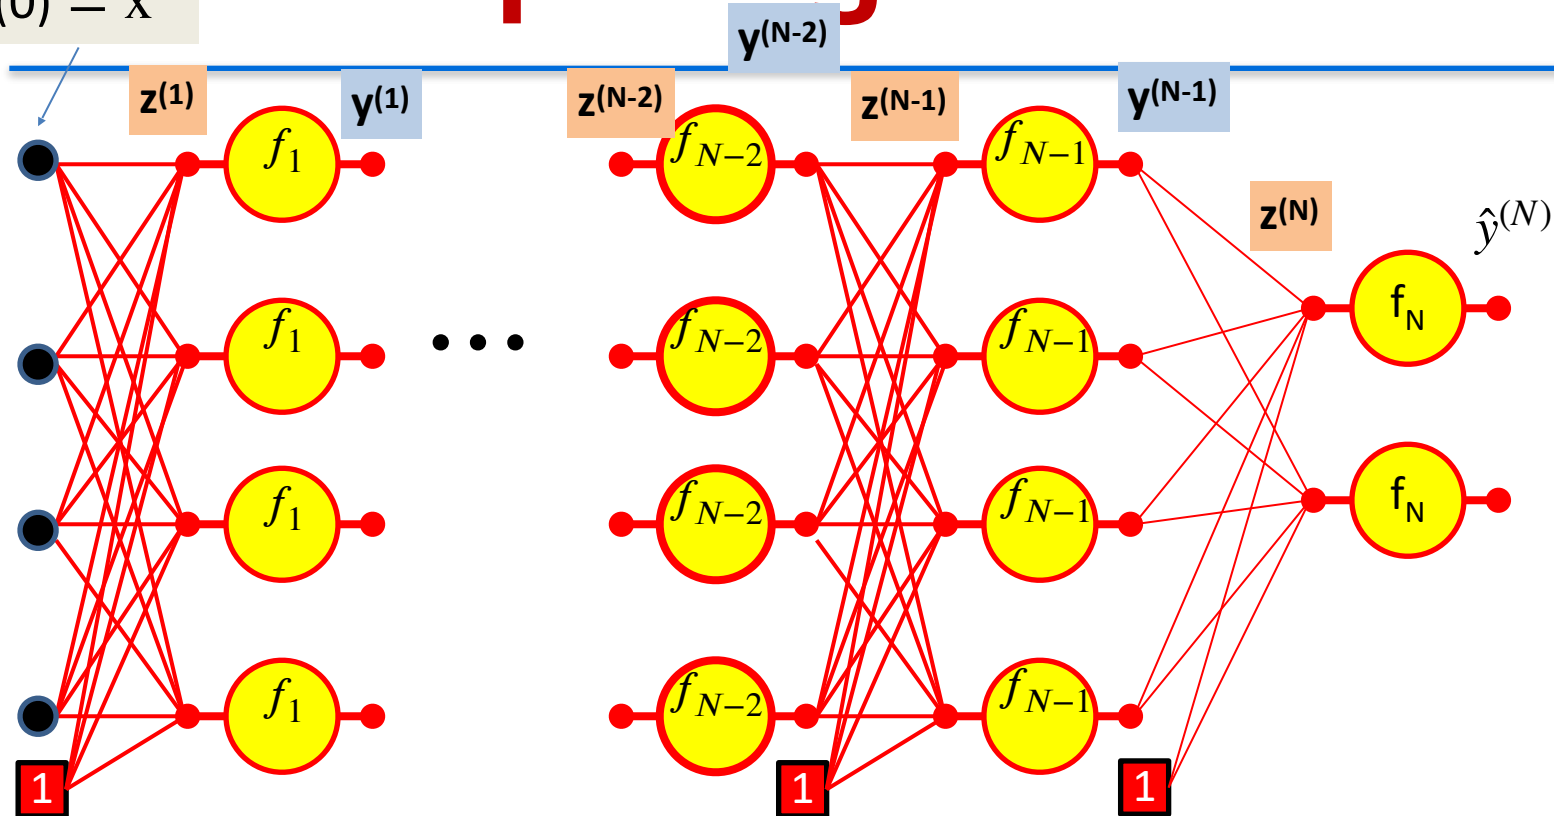 (0) = x
y(N-2)
z(1)
y(1)
z(N-2)
z(N-1)
y(N-1)
f1
fN−2
fN−1
z(N)
ŷ(N)
fN
f1
fN−2
fN−1
. . .
fN
f1
fN−2
fN−1
f1
fN−2
fN−1
1
1
1